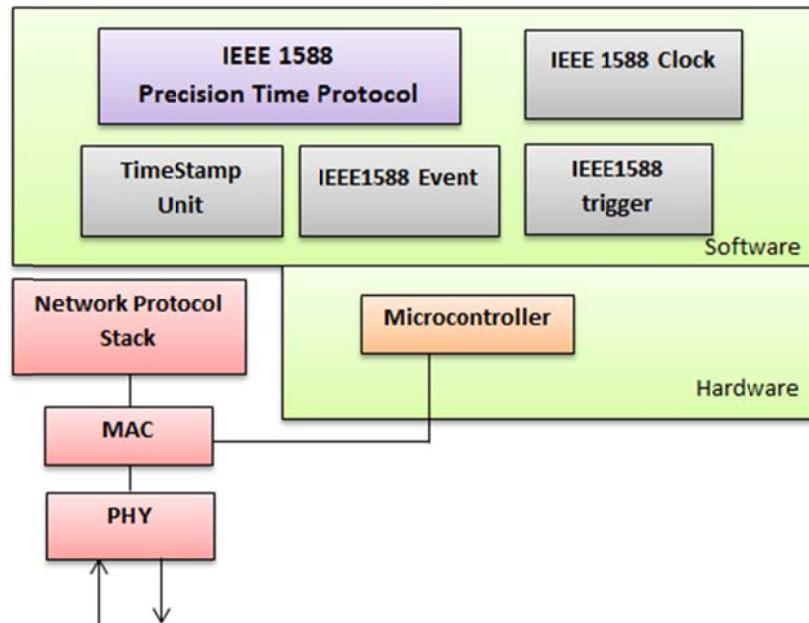 IEEE 1588
Precision Time Protocol
IEEE 1588 Clock
TimeStamp
Unit
IEEE1588 Event
IEEE1588
trigger
Software
Network Protocol
Stack
Microcontroller
Hardware
MAC
PHY